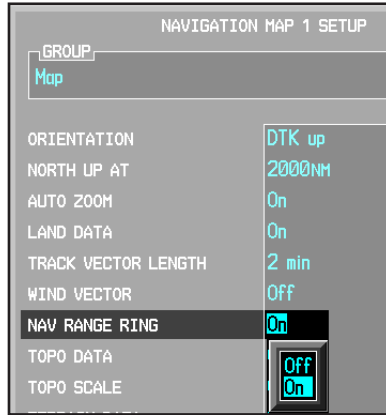 NAVIGATION MAP 1 SETUP
GROUP
Map
ORIENTATION DTK up
NORTH UP AT 2000NM
AUTO ZOOM On
LAND DATA On
TRACK VECTOR LENGTH 2 min
WIND VECTOR Off
NAV RANGE RING On
TOPO DATA Off
TOPO SCALE On